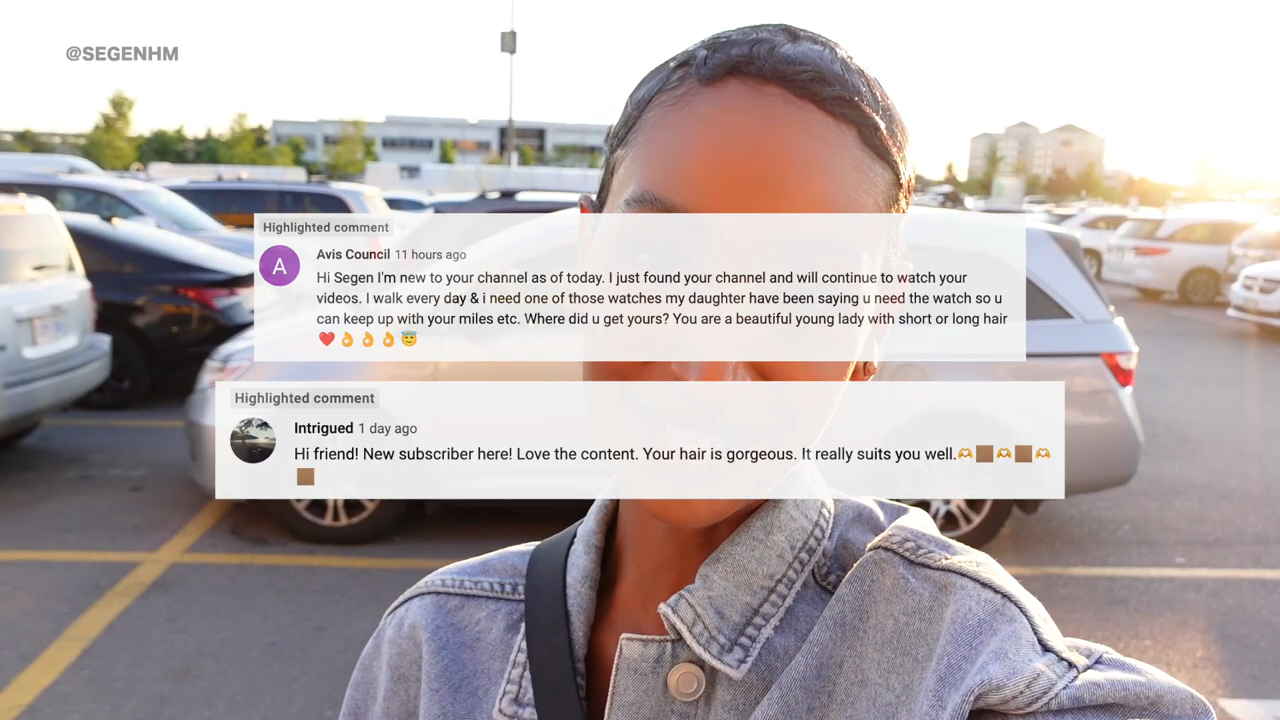 @SEGENHM
Highlighted comment
A
Avis Council 11 hours ago
Hi Segen I'm new to your channel as of today. I just found your channel and will continue to watch your
videos. I walk every day & i need one of those watches my daughter have been saying u need the watch so u
can keep up with your miles etc. Where did u get yours? You are a beautiful young lady with short or long hair
❤️👌👌👌😇
Highlighted comment
Intrigued 1 day ago
Hi friend! New subscriber here! Love the content. Your hair is gorgeous. It really suits you well.🫶🏾🫶🏾🫶
🏾